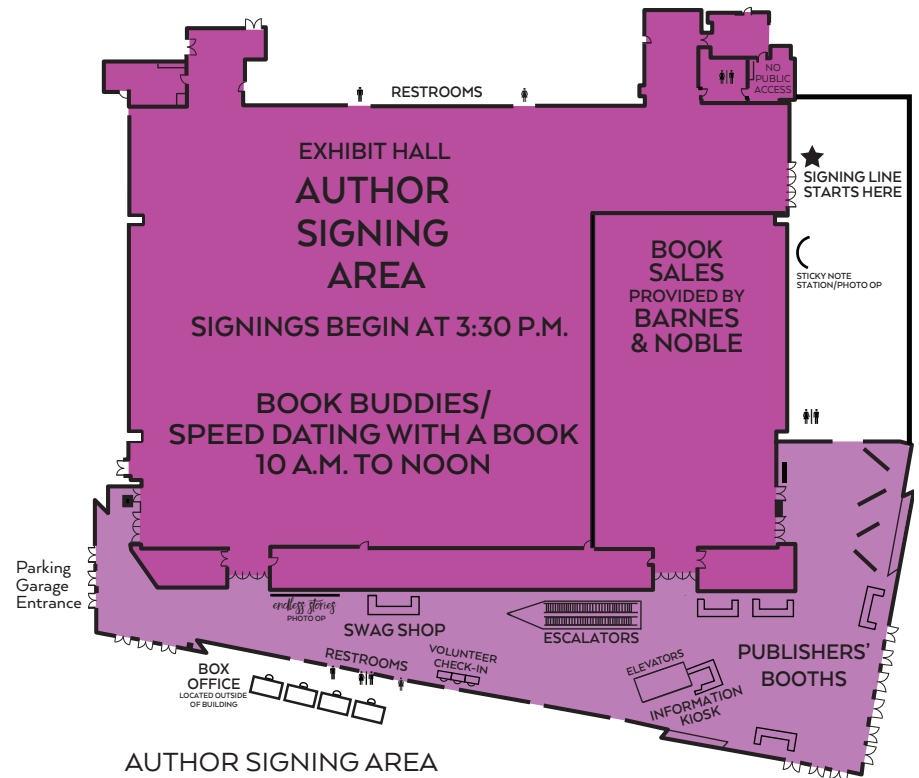 RESTROOMS
NO
PUBLIC
ACCESS
EXHIBIT HALL
AUTHOR
SIGNING
AREA
SIGNINGS BEGIN AT 3:30 P.M.
BOOK BUDDIES/
SPEED DATING WITH A BOOK
10 A.M. TO NOON
BOOK
SALES
PROVIDED BY
BARNES
& NOBLE
SIGNING LINE
STARTS HERE
STICKY NOTE
STATION/PHOTO OP
Parking
Garage
Entrance
endless stories
PHOTO OP
SWAG SHOP
ESCALATORS
RESTROOMS
VOLUNTEER
CHECK-IN
ELEVATORS
INFORMATION
KIOSK
PUBLISHERS'
BOOTHS
BOX
OFFICE
LOCATED OUTSIDE
OF BUILDING
AUTHOR SIGNING AREA